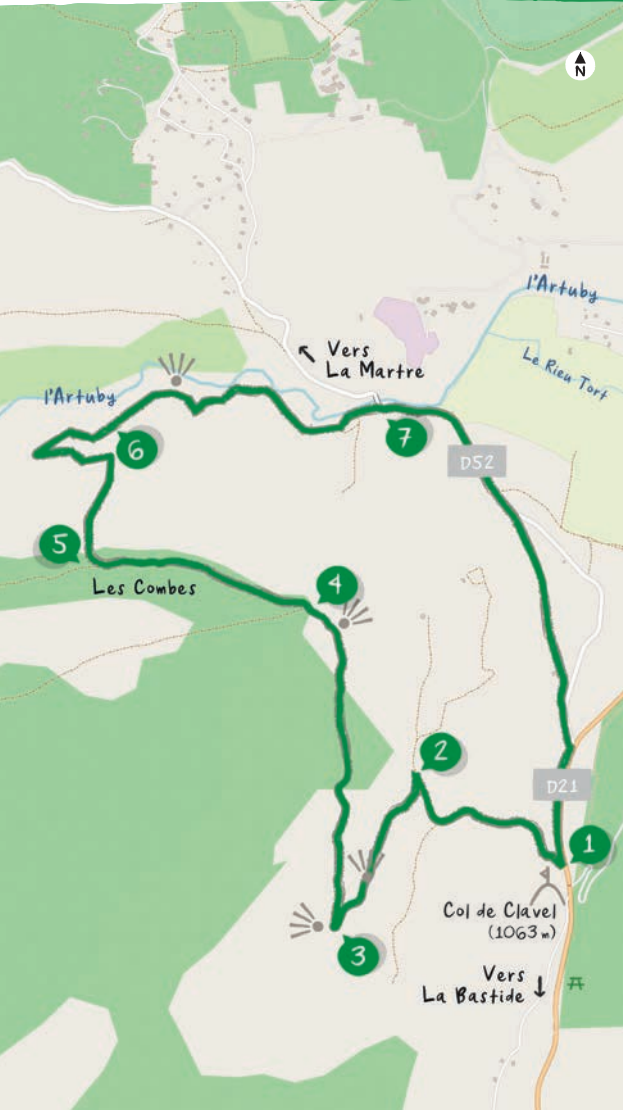 N
l'Artuby
Le Rieu Tort
Vers
La Martre
l'Artuby
6
7
D52
5
Les Combes
4
2
D21
1
Col de Clavel
(1063 m)
3
Vers
La Bastide